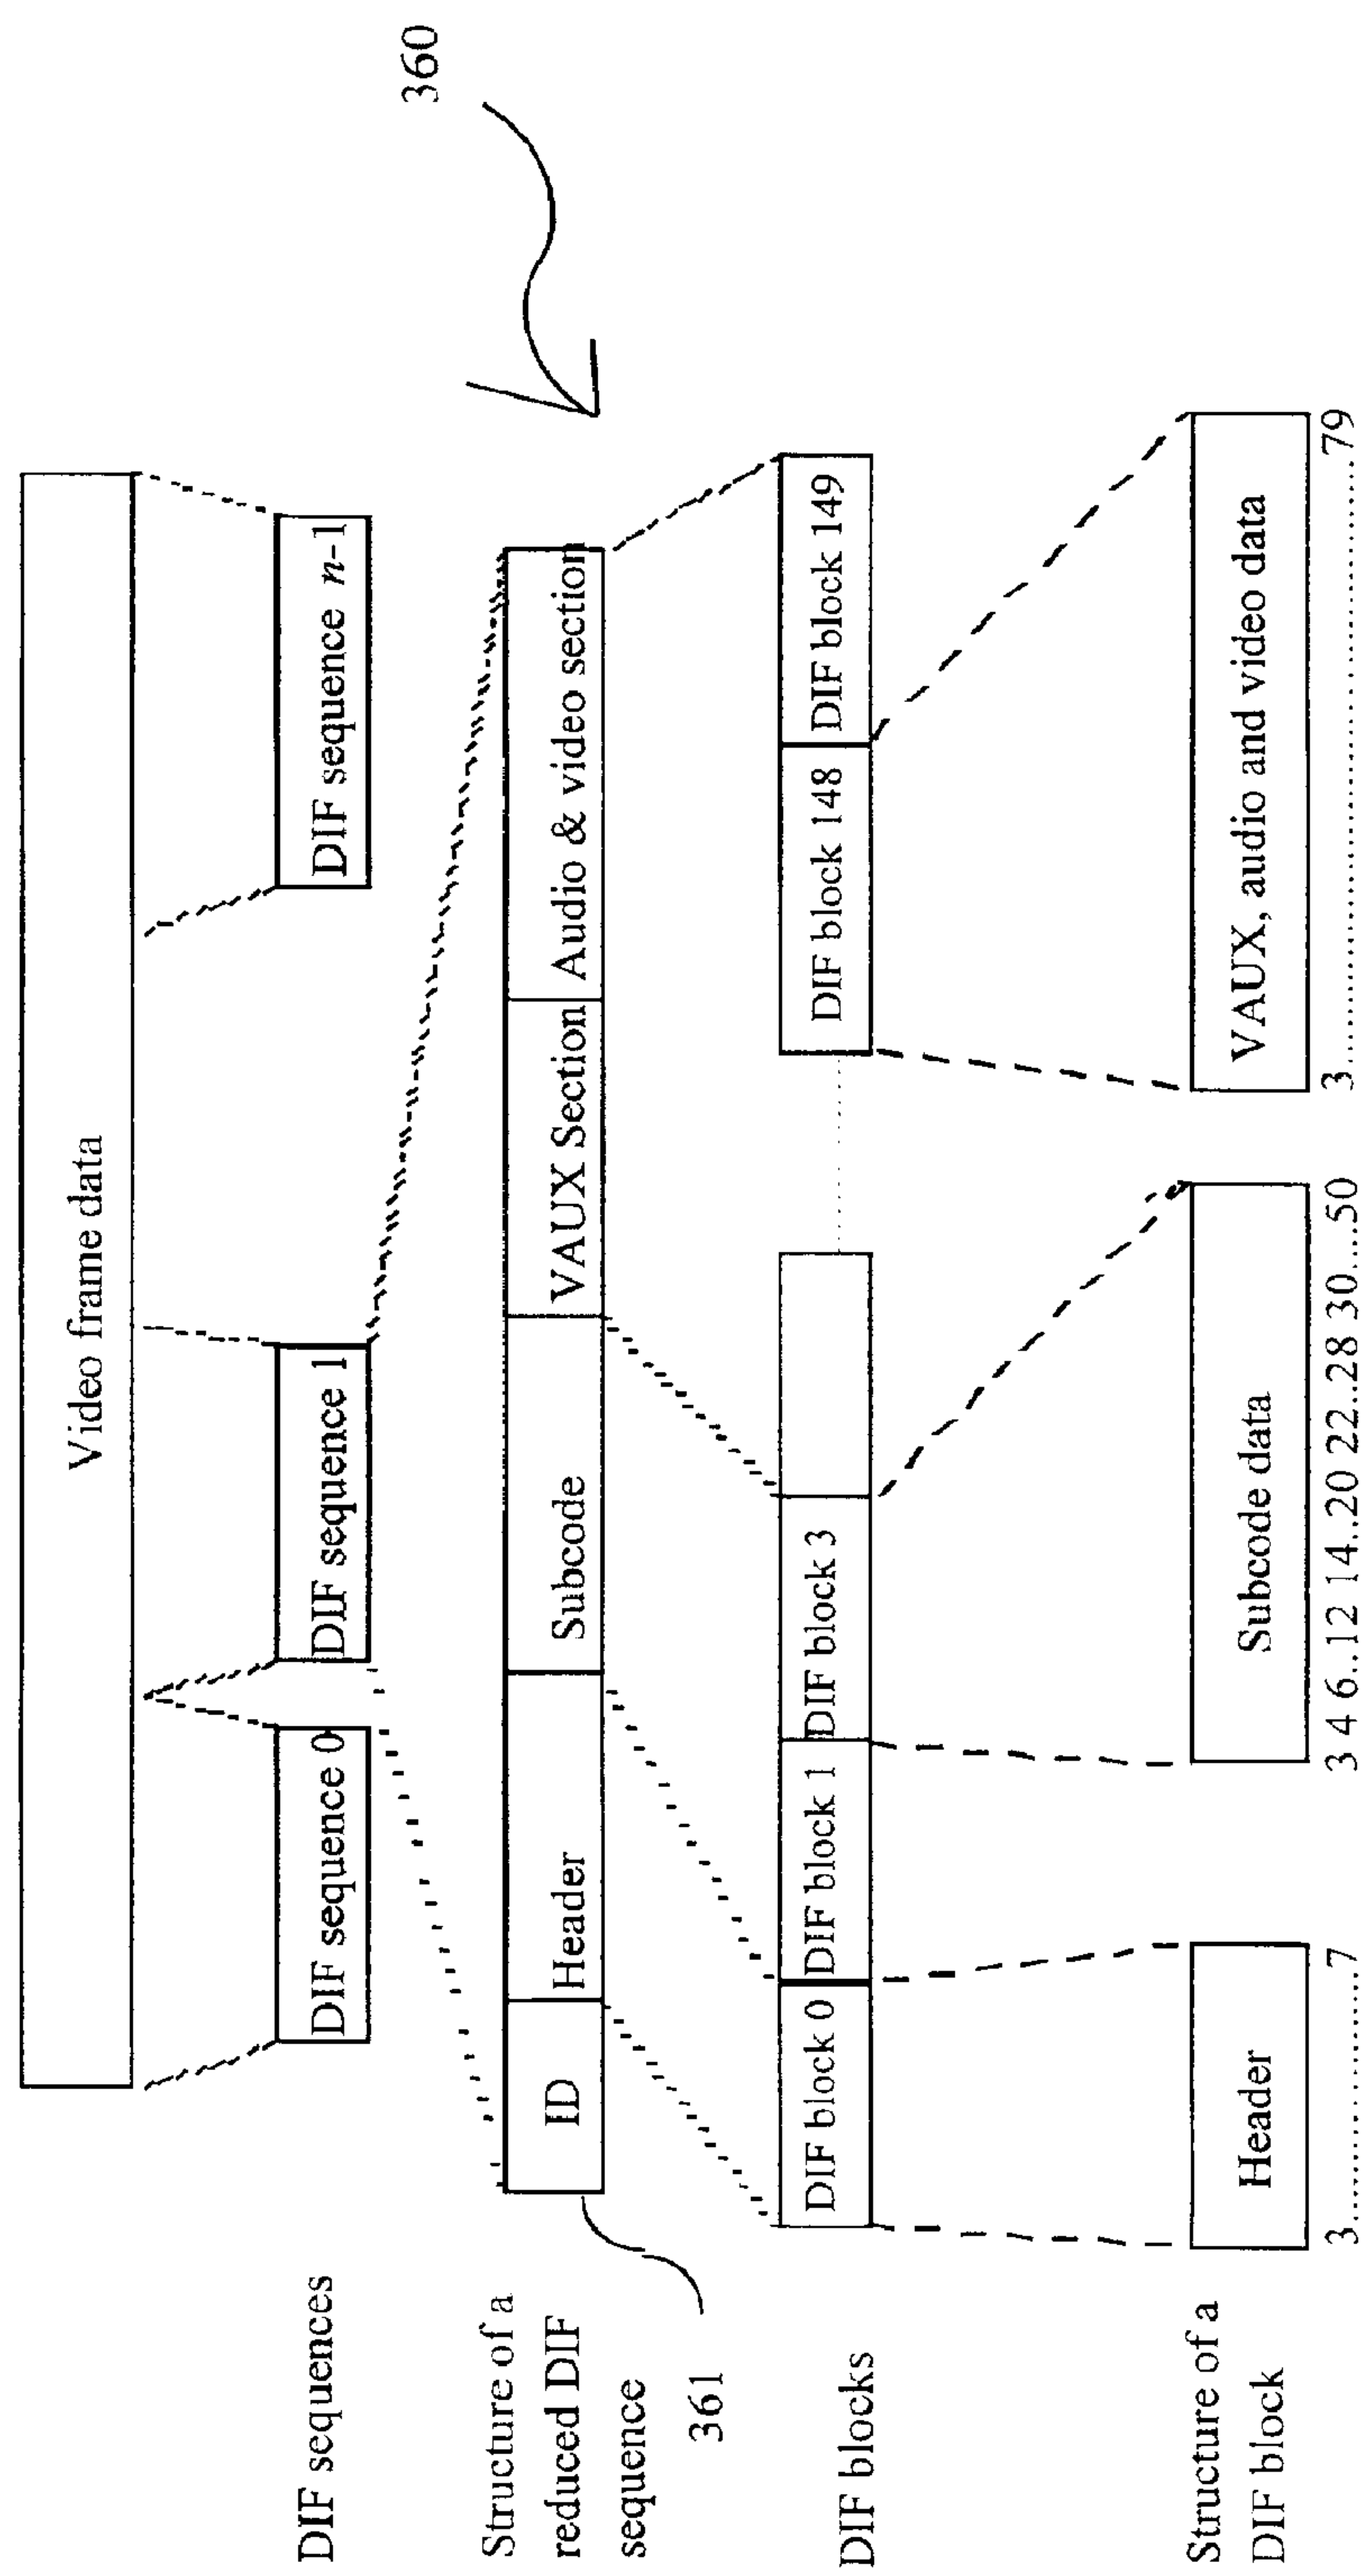 Video frame data
DIF sequences
DIF sequence 0
DIF sequence 1
DIF sequence n-1
360
Structure of a
reduced DIF
sequence
ID
Header
Subcode
VAUX Section
Audio & video section
361
DIF blocks
DIF block 0
DIF block 1
DIF block 3
DIF block 148
DIF block 149
Structure of a
DIF block
Header
Subcode data
VAUX, audio and video data
3............7
3 4 6..12 14..20 22..28 30....50
3..............................79